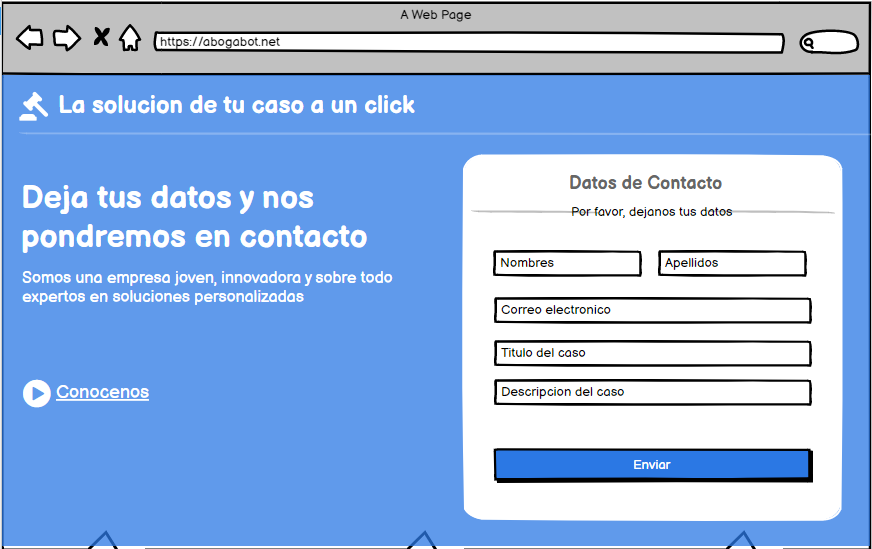 A Web Page
https://abogabot.net
La solucion de tu caso a un click
Deja tus datos y nos
pondremos en contacto
Somos una empresa joven, innovadora y sobre todo
expertos en soluciones personalizadas
Conocenos
Datos de Contacto
Por favor, dejanos tus datos
Nombres
Apellidos
Correo electronico
Titulo del caso
Descripcion del caso
Enviar